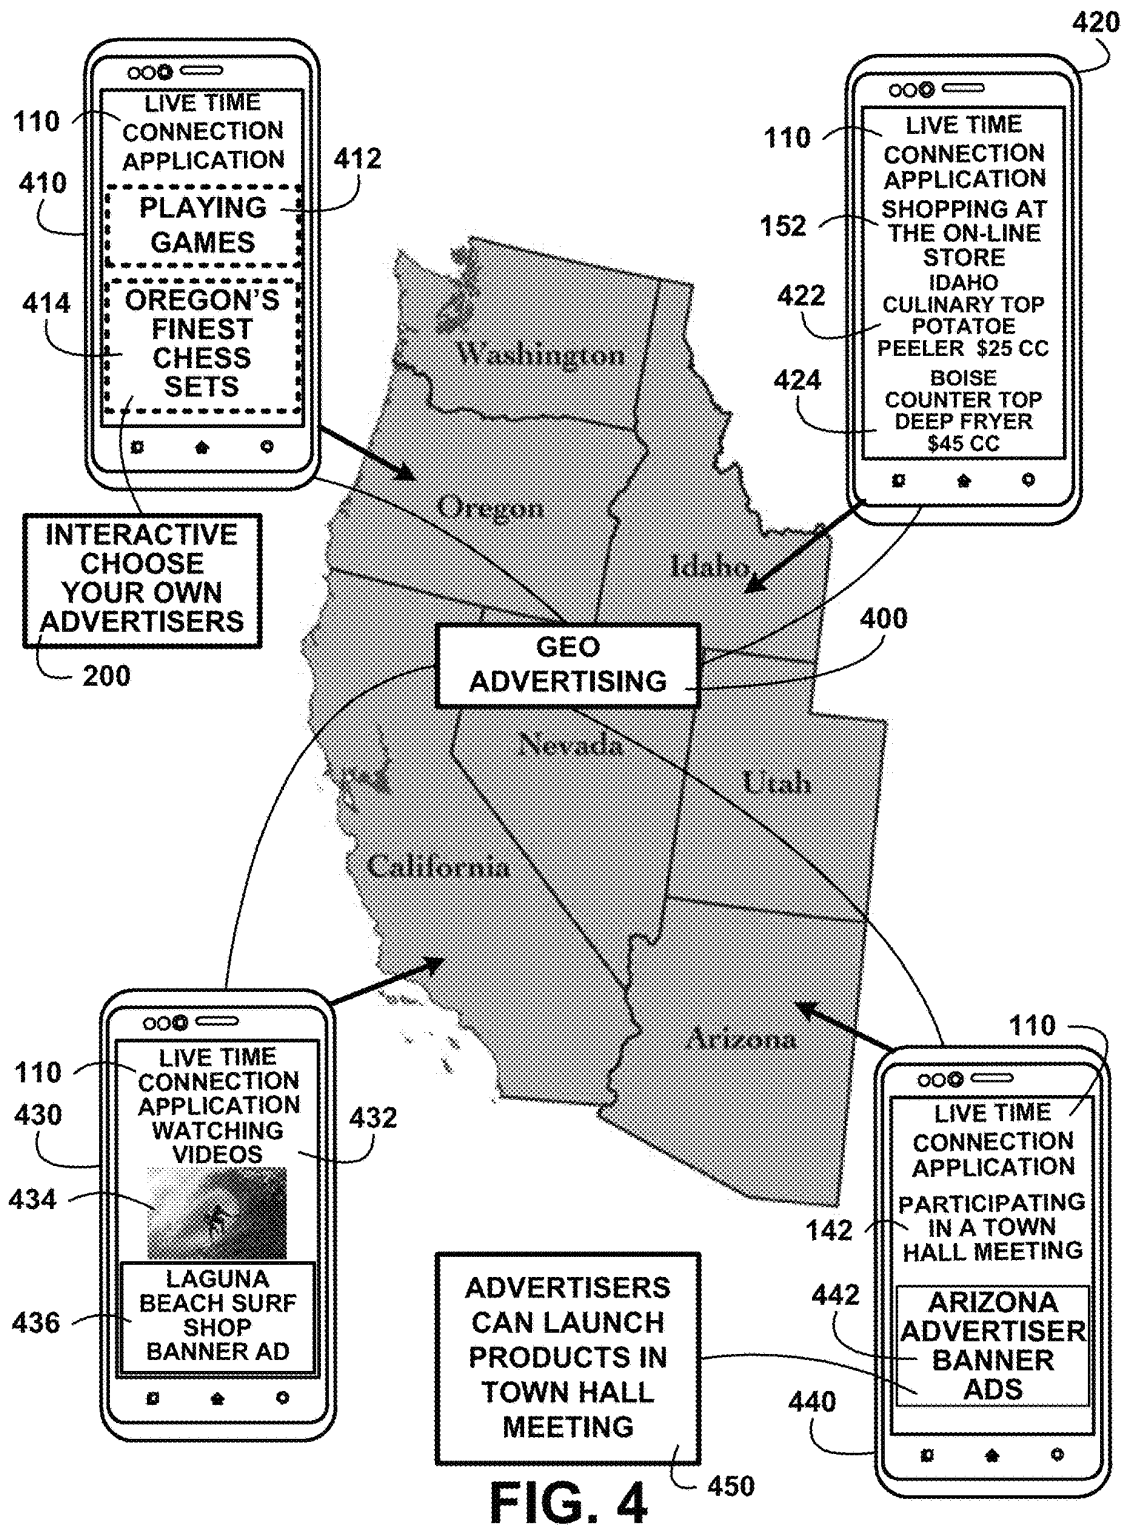 420
LIVE TIME
CONNECTION
APPLICATION
110
410
412
PLAYING
GAMES
414
OREGON'S
FINEST
CHESS
SETS
INTERACTIVE
CHOOSE
YOUR OWN
ADVERTISERS
200
110
LIVE TIME
CONNECTION
APPLICATION
152
SHOPPING AT
THE ON-LINE
STORE
422
IDAHO
CULINARY TOP
POTATOE
PEELER $25 CC
424
BOISE
COUNTER TOP
DEEP FRYER
$45 CC
Washington
Oregon
Idaho
400
GEO
ADVERTISING
Nevada
Utah
California
Arizona
110
430
LIVE TIME
CONNECTION
APPLICATION
WATCHING
VIDEOS
432
434
436
LAGUNA
BEACH SURF
SHOP
BANNER AD
110
LIVE TIME
CONNECTION
APPLICATION
142
PARTICIPATING
IN A TOWN
HALL MEETING
442
ARIZONA
ADVERTISER
BANNER
ADS
440
ADVERTISERS
CAN LAUNCH
PRODUCTS IN
TOWN HALL
MEETING
450
FIG. 4